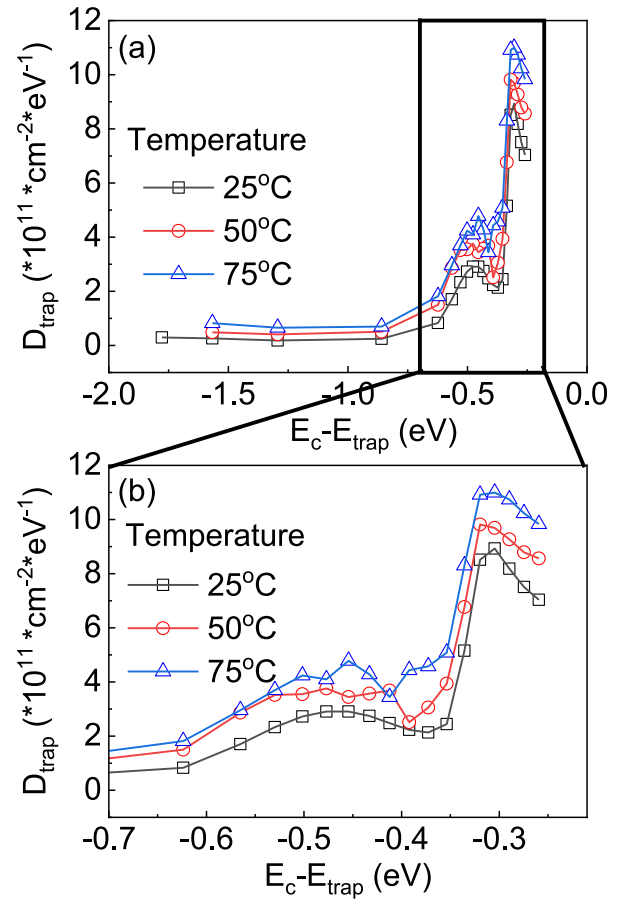 (a)
Temperature
25°C
50°C
75°C
D_trap (*10^11 *cm^-2*eV^-1)
12
10
8
6
4
2
0
-2.0 -1.5 -1.0 -0.5 0.0
E_c-E_trap (eV)
(b)
Temperature
25°C
50°C
75°C
D_trap (*10^11 *cm^-2*eV^-1)
12
10
8
6
4
2
0
-0.7 -0.6 -0.5 -0.4 -0.3
E_c-E_trap (eV)